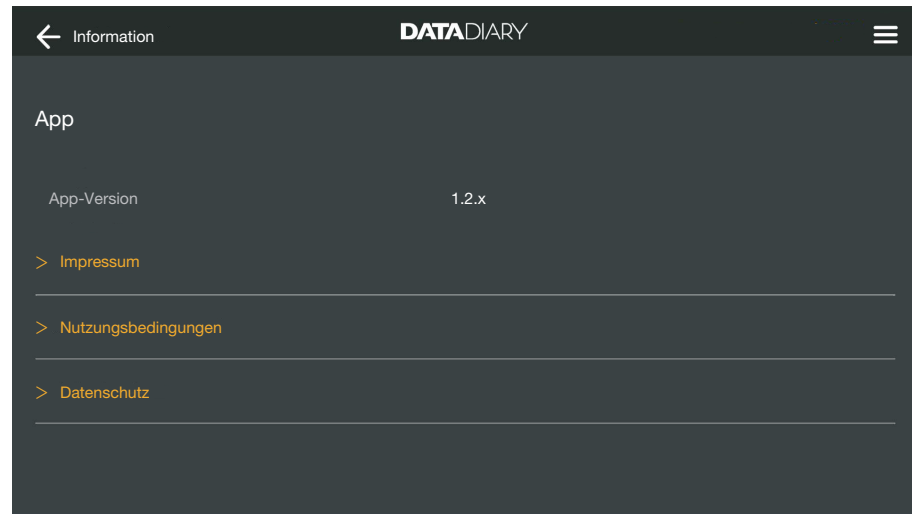 Information
DATADIARY
App
App-Version 1.2.x
> Impressum
> Nutzungsbedingungen
> Datenschutz